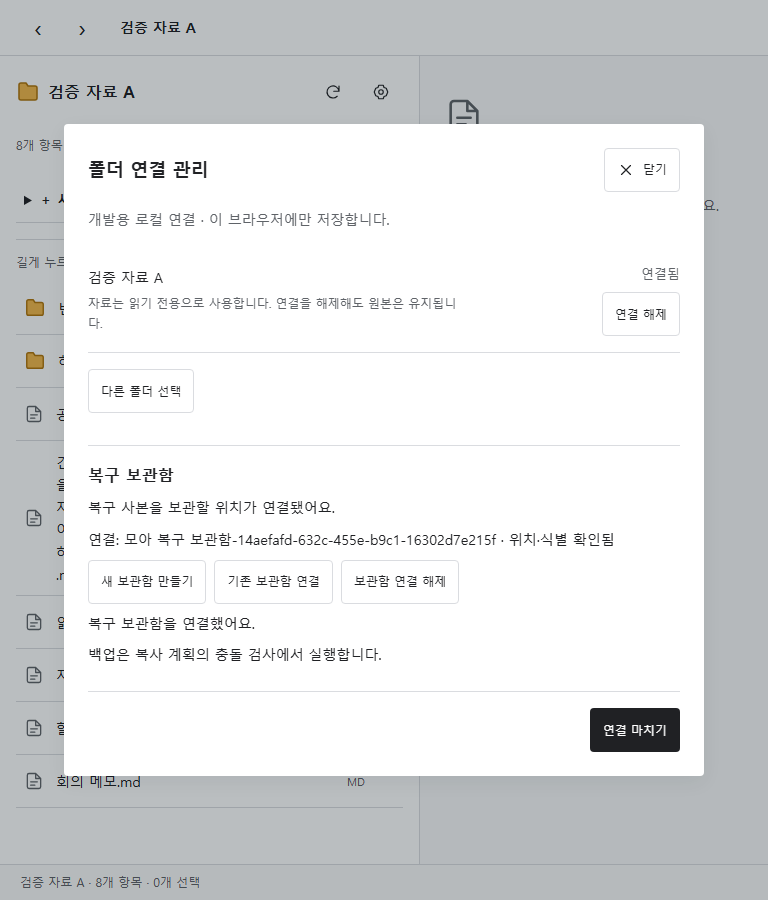 검증 자료 A
검증 자료 A
8개 항목
폴더 연결 관리
닫기
개발용 로컬 연결 · 이 브라우저에만 저장합니다.
요.
+
길게 누르
검증 자료 A
연결됨
자료는 읽기 전용으로 사용합니다. 연결을 해제해도 원본은 유지됩니
다.
연결 해제
다른 폴더 선택
복구 보관함
복구 사본을 보관할 위치가 연결됐어요.
연결: 모아 복구 보관함-14aefafd-632c-455e-b9c1-16302d7e215f · 위치·식별 확인됨
새 보관함 만들기
기존 보관함 연결
보관함 연결 해제
복구 보관함을 연결했어요.
백업은 복사 계획의 충돌 검사에서 실행합니다.
연결 마치기
회의 메모.md
MD
검증 자료 A · 8개 항목 · 0개 선택